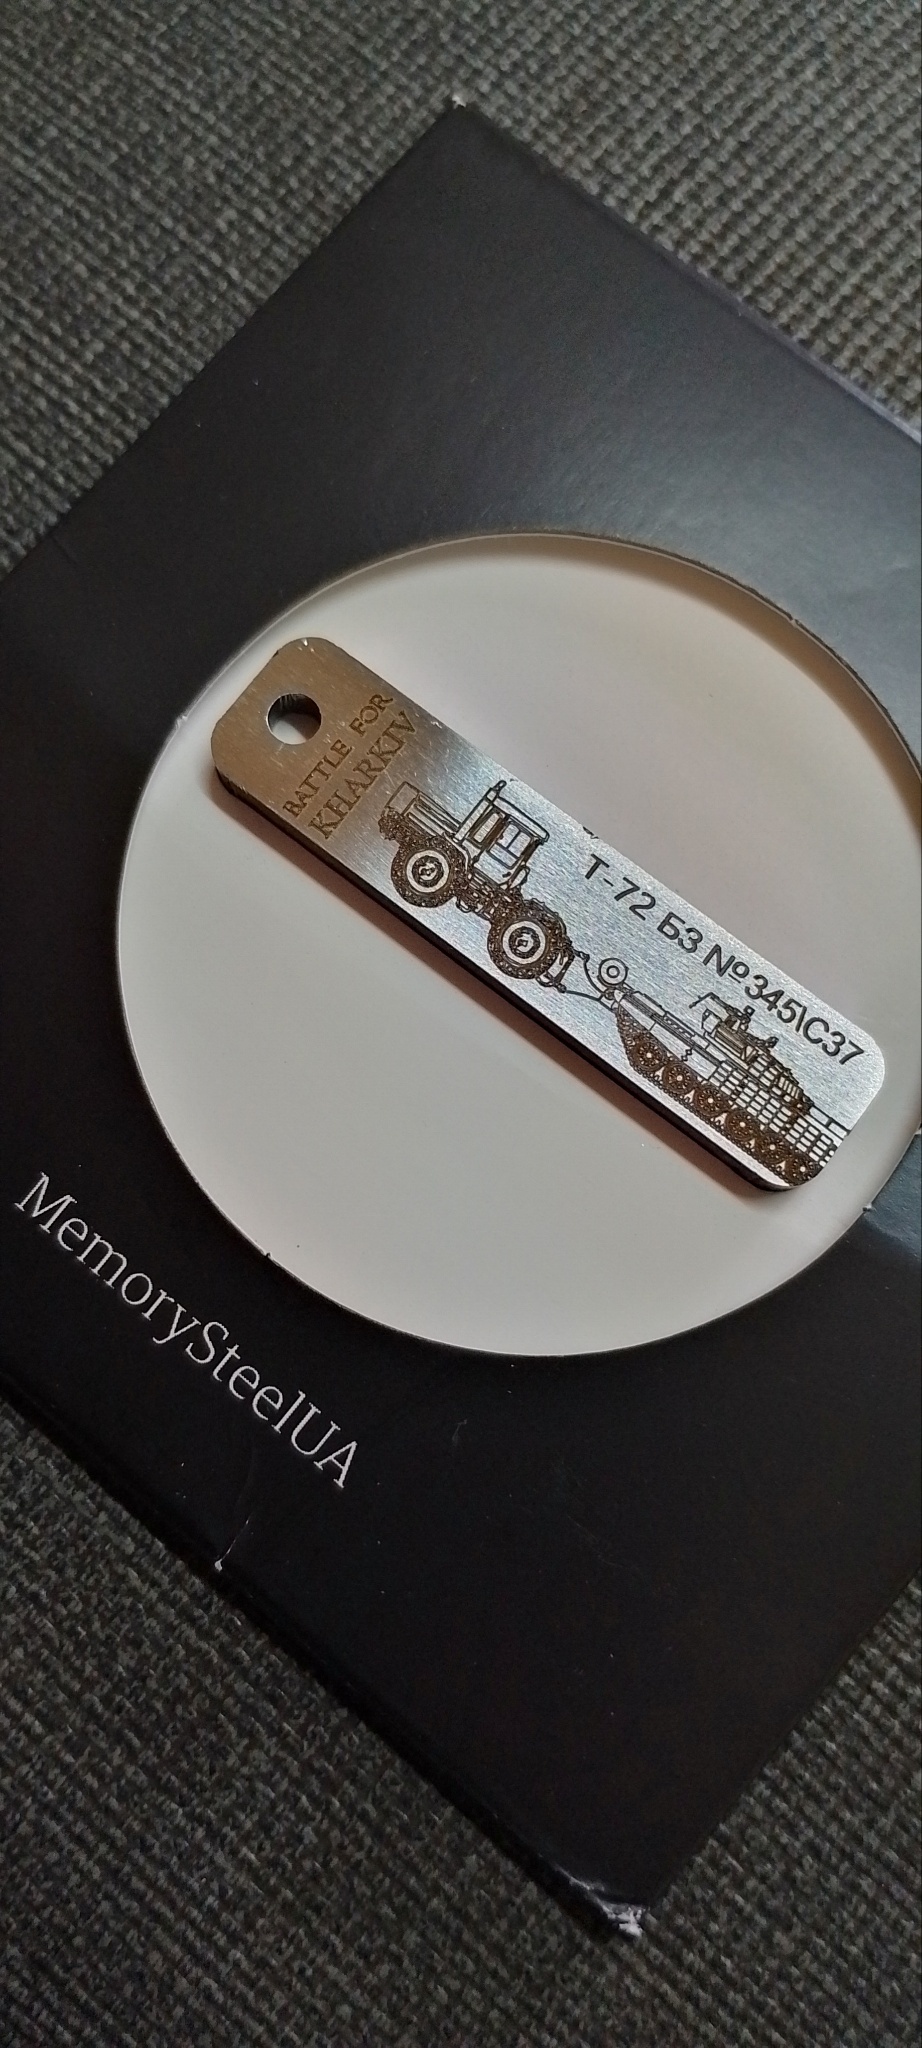 BATTLE FOR
KHARKIV
Т-72 Б3 №345\С37
MemorySteelUA